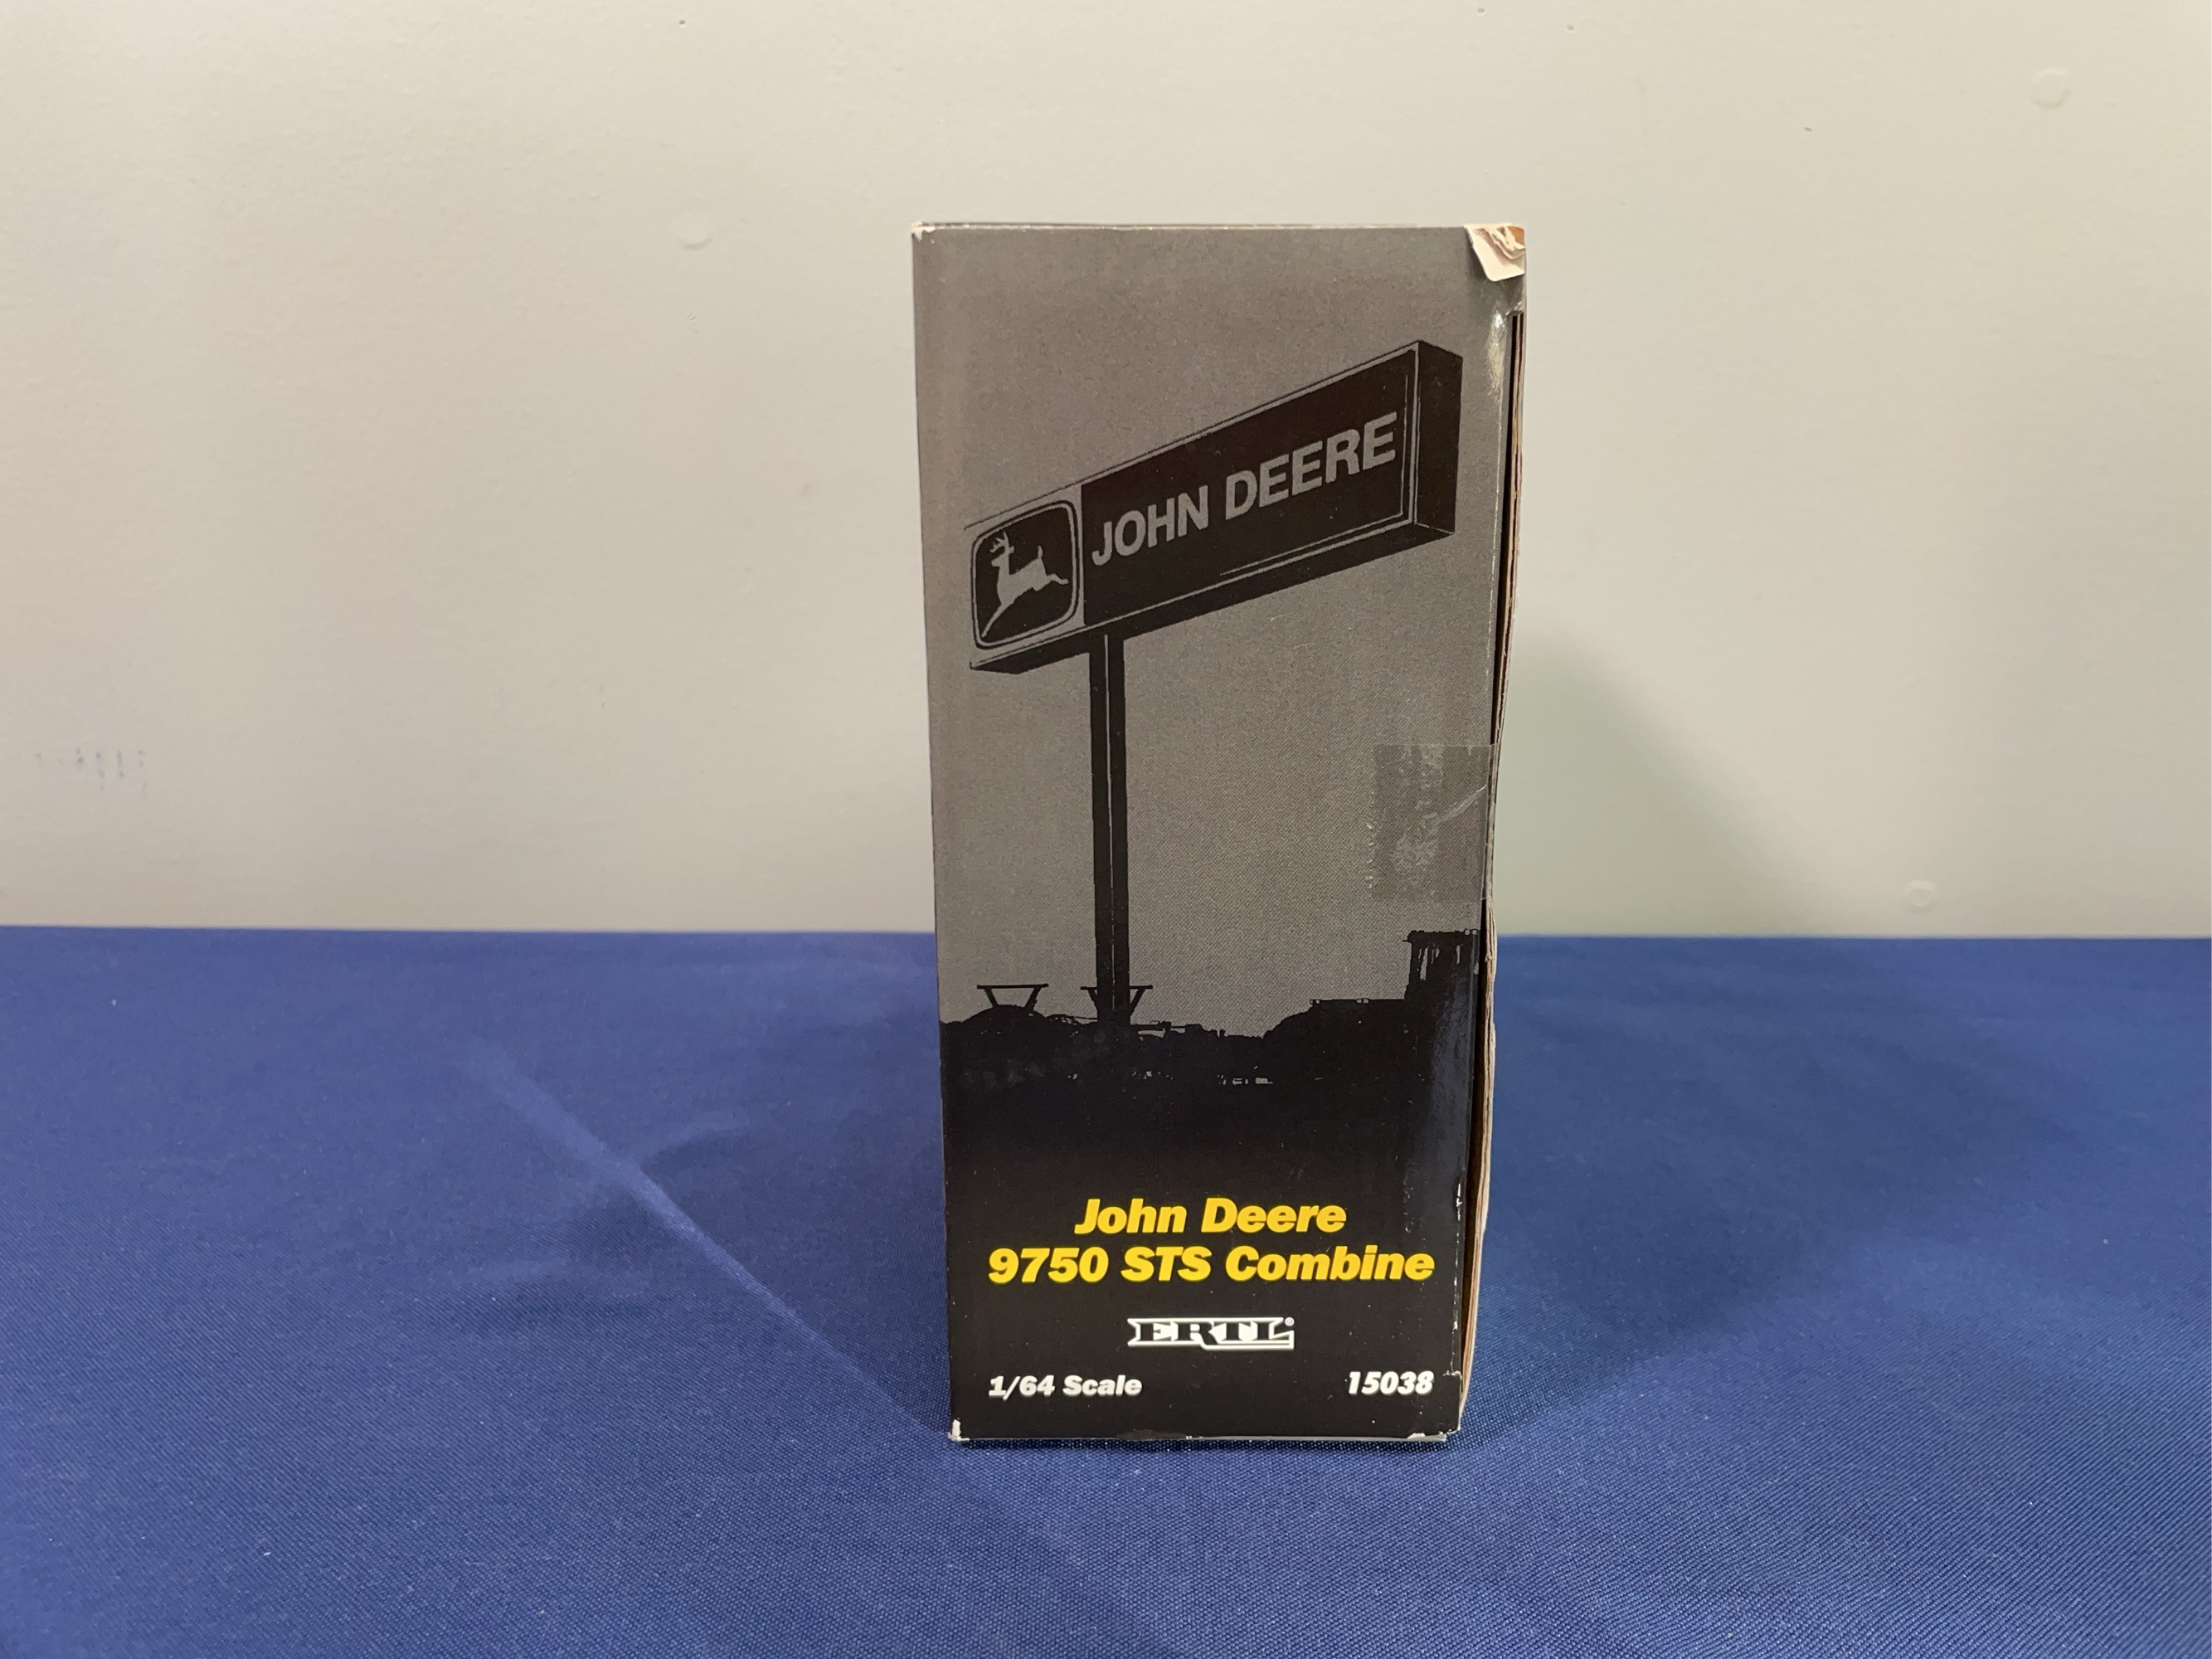 JOHN DEERE
John Deere
9750 STS Combine
ERTL®
1/64 Scale
15038